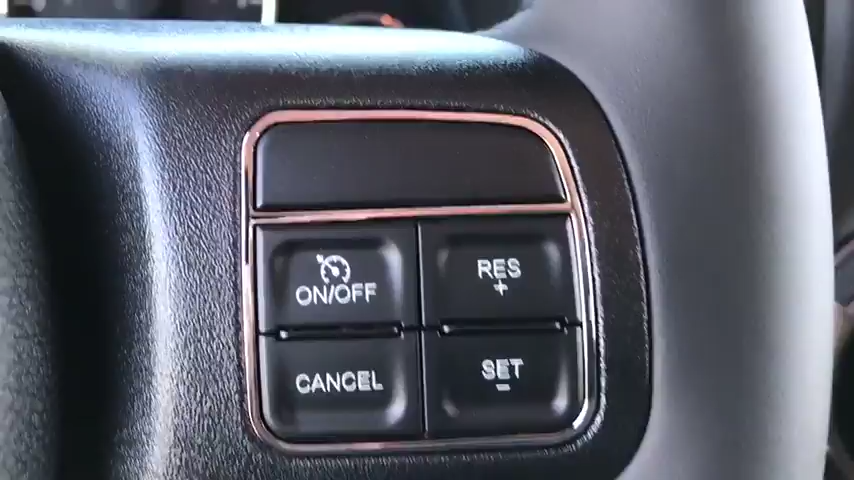 ON/OFF
RES
+
CANCEL
SET
-